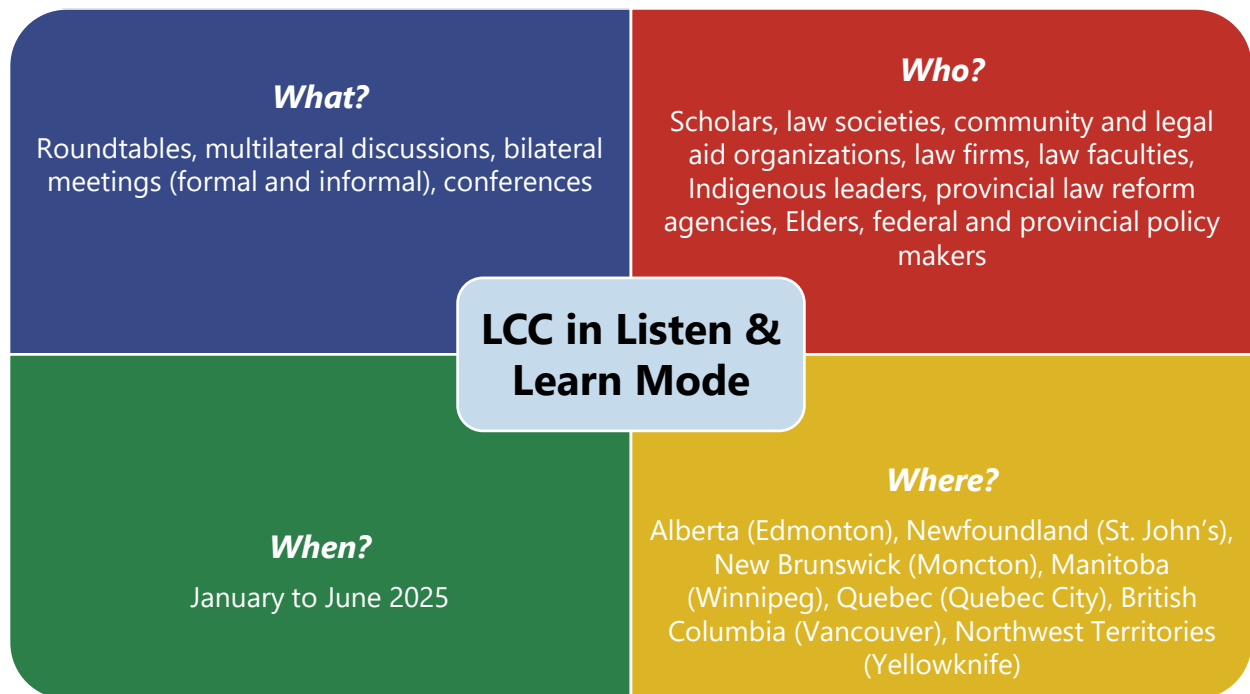 What?
Roundtables, multilateral discussions, bilateral
meetings (formal and informal), conferences
Who?
Scholars, law societies, community and legal
aid organizations, law firms, law faculties,
Indigenous leaders, provincial law reform
agencies, Elders, federal and provincial policy
makers
LCC in Listen &
Learn Mode
When?
January to June 2025
Where?
Alberta (Edmonton), Newfoundland (St. John’s),
New Brunswick (Moncton), Manitoba
(Winnipeg), Quebec (Quebec City), British
Columbia (Vancouver), Northwest Territories
(Yellowknife)